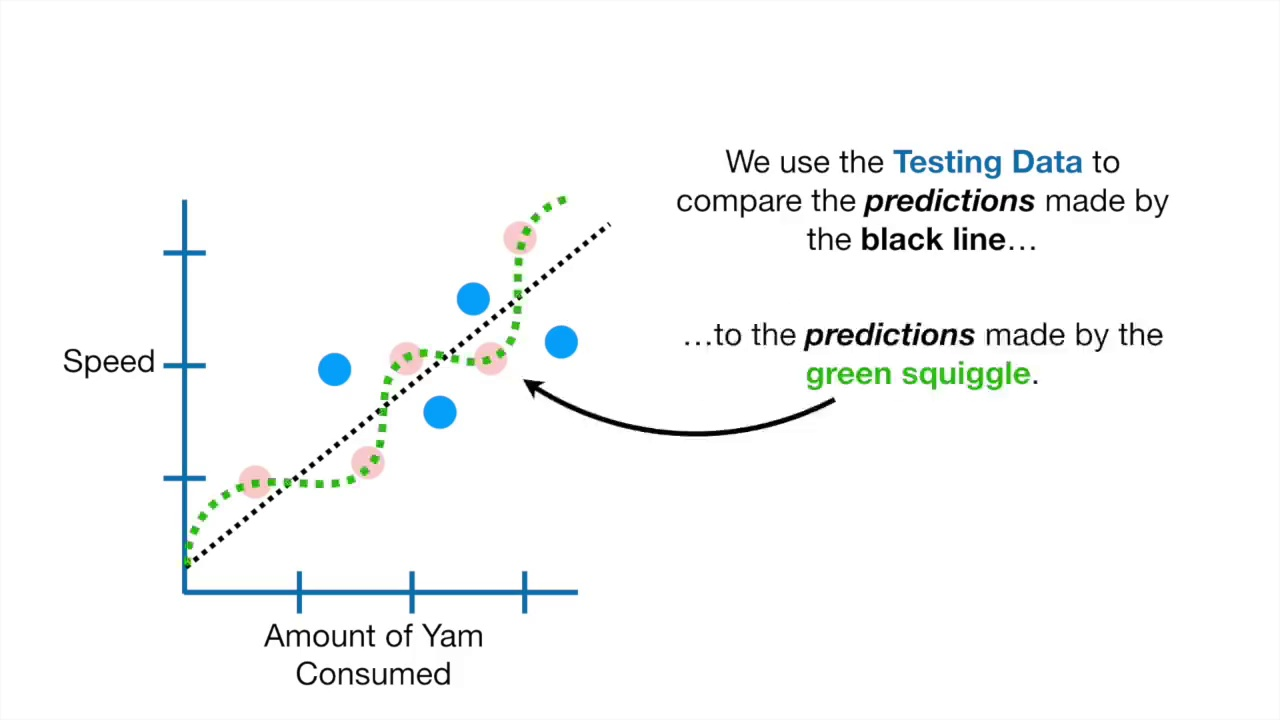 We use the Testing Data to
compare the predictions made by
the black line…
…to the predictions made by the
green squiggle.
Speed
Amount of Yam
Consumed